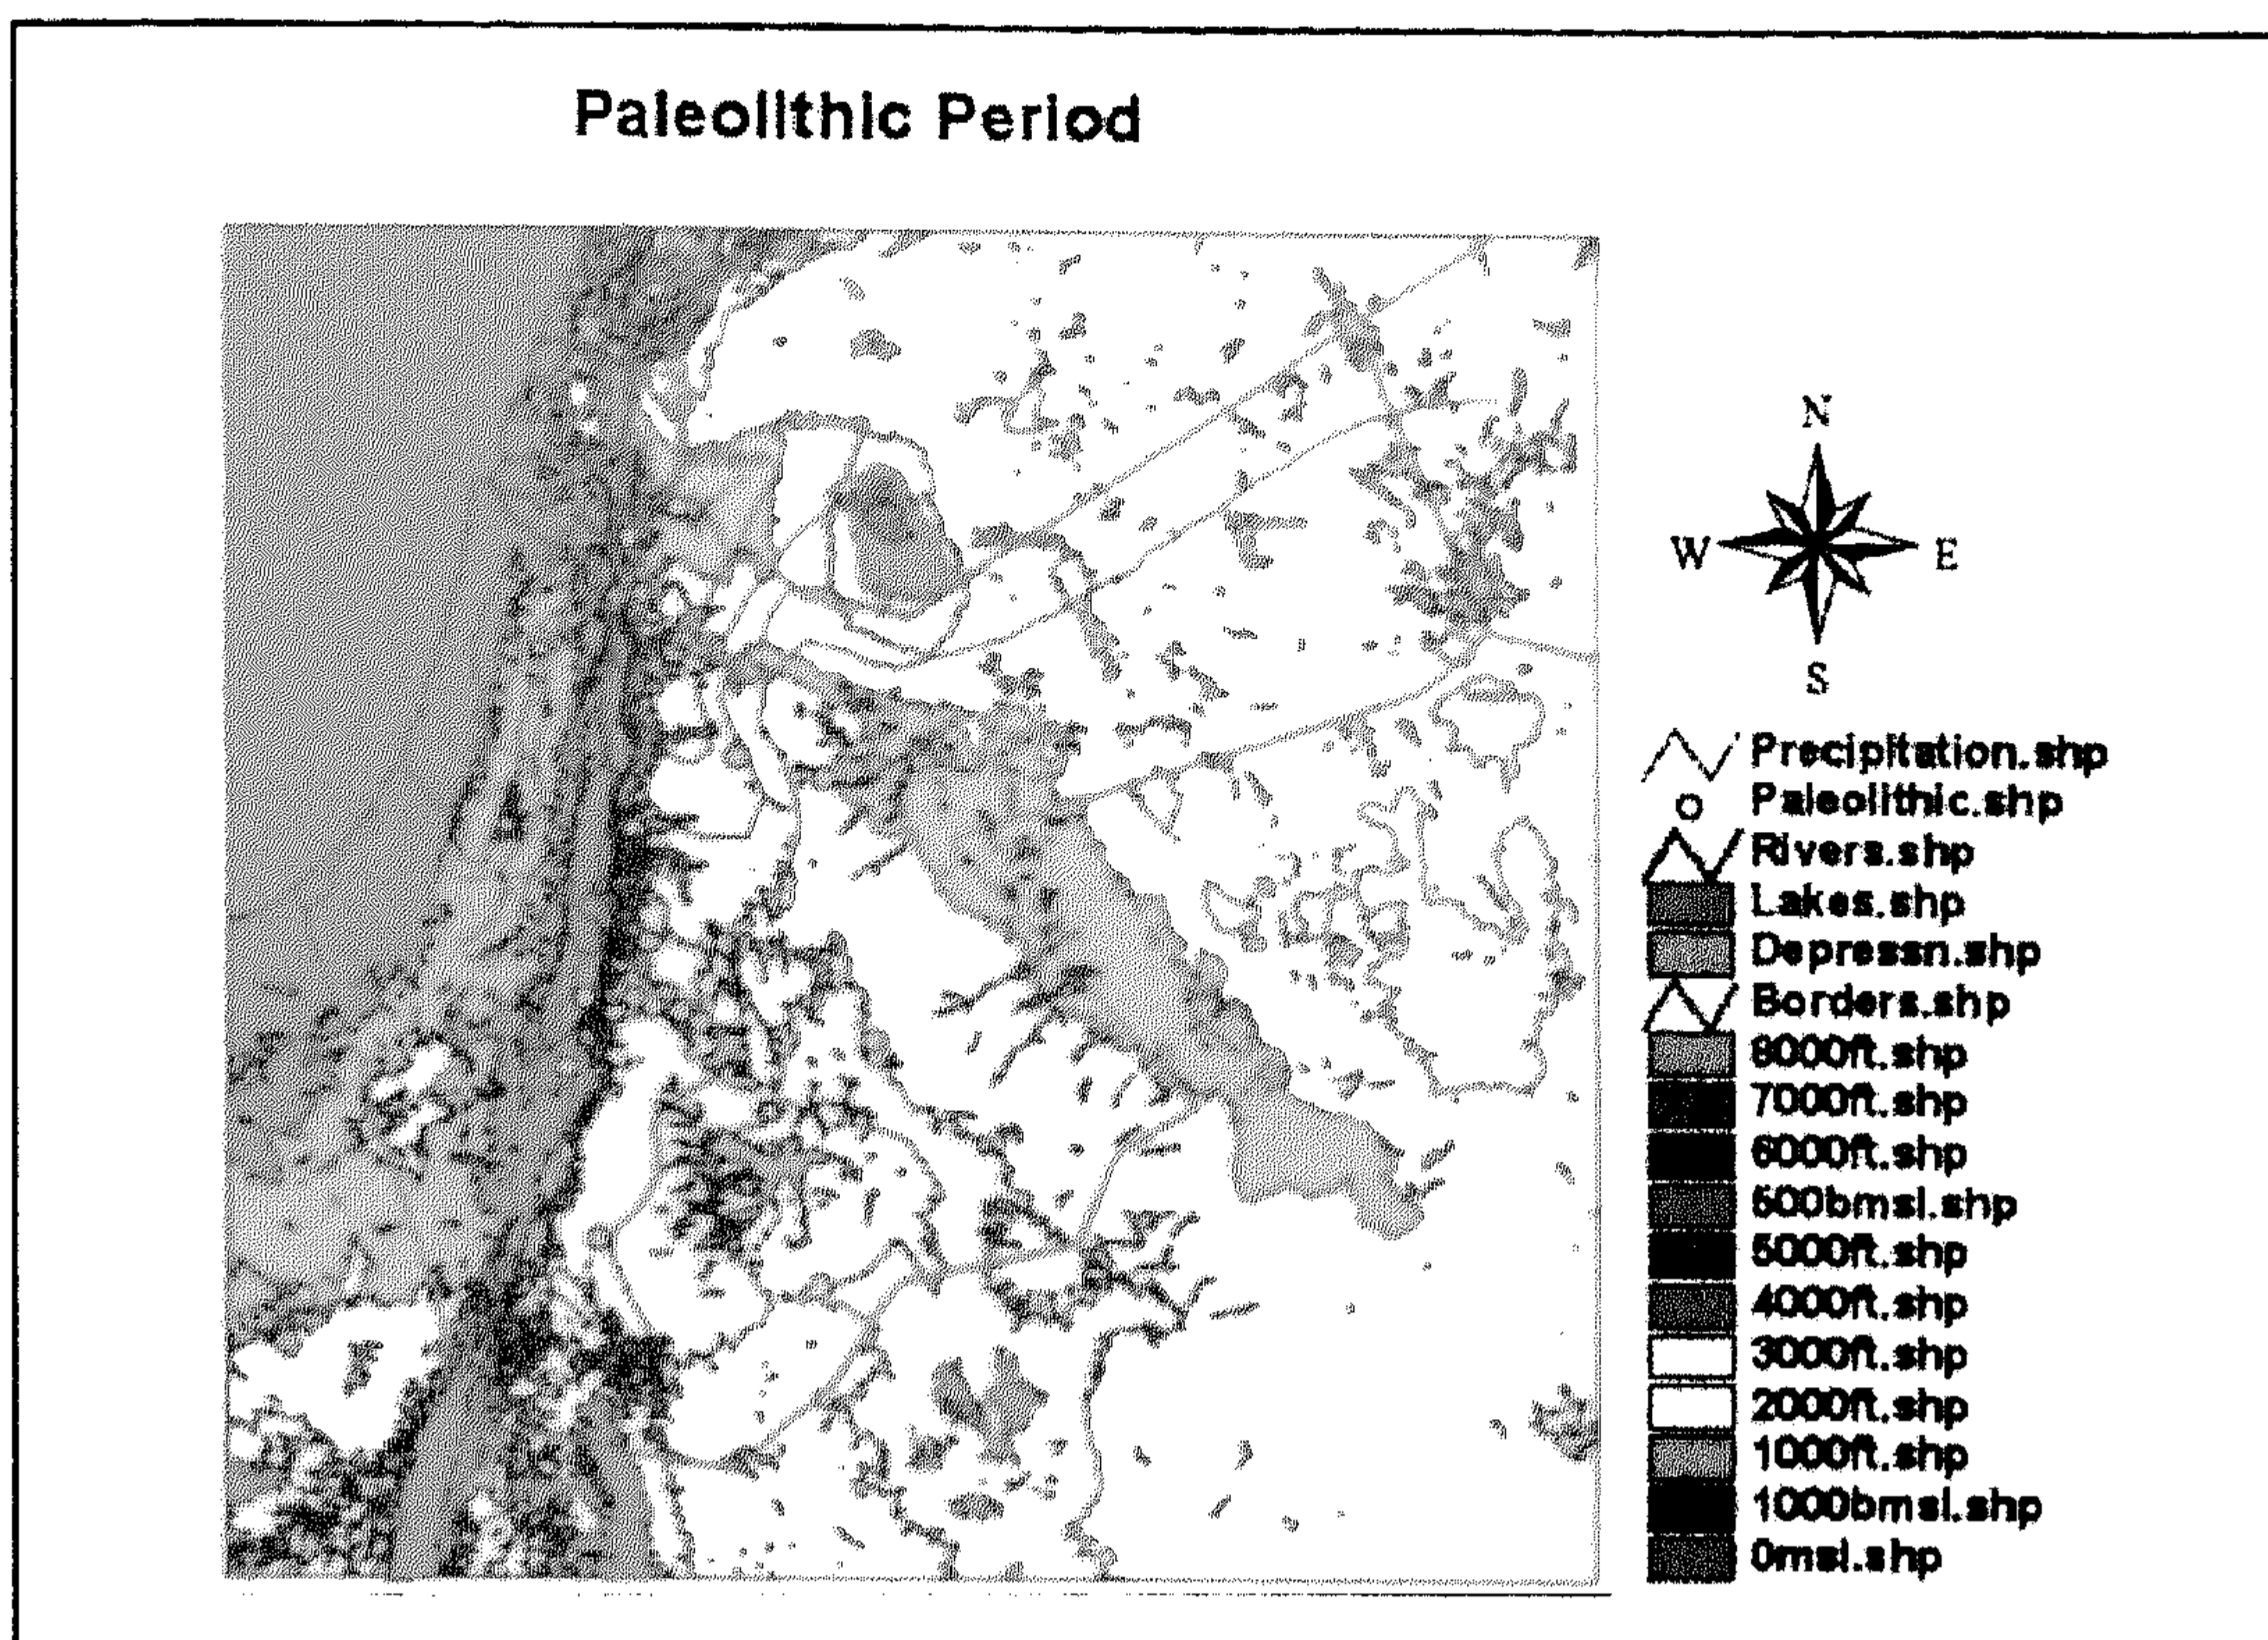 Paleolithic Period
N
W
E
S
Precipitation.shp
Paleolithic.shp
Rivers.shp
Lakes.shp
Depressn.shp
Borders.shp
8000ft.shp
7000ft.shp
6000ft.shp
500bmsl.shp
5000ft.shp
4000ft.shp
3000ft.shp
2000ft.shp
1000ft.shp
1000bmsl.shp
0msl.shp